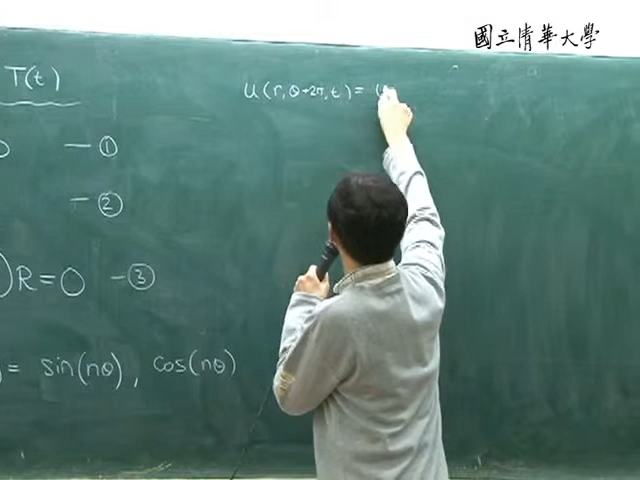 國立清華大學
T(t)
u(r, θ+2π, t) = u
— ①
— ②
)R = 0 — ③
= sin(nθ), cos(nθ)